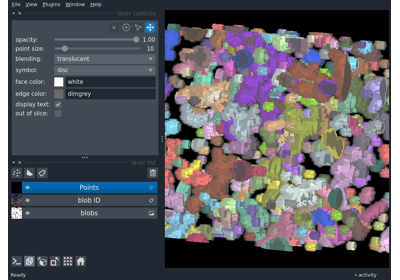 File View Plugins Window Help
layer controls
opacity: 1.00
point size: 10
blending: translucent
symbol: disc
face color: white
edge color: dimgrey
display text:
out of slice:
layer list
Points
blob ID
blobs
Ready
activity